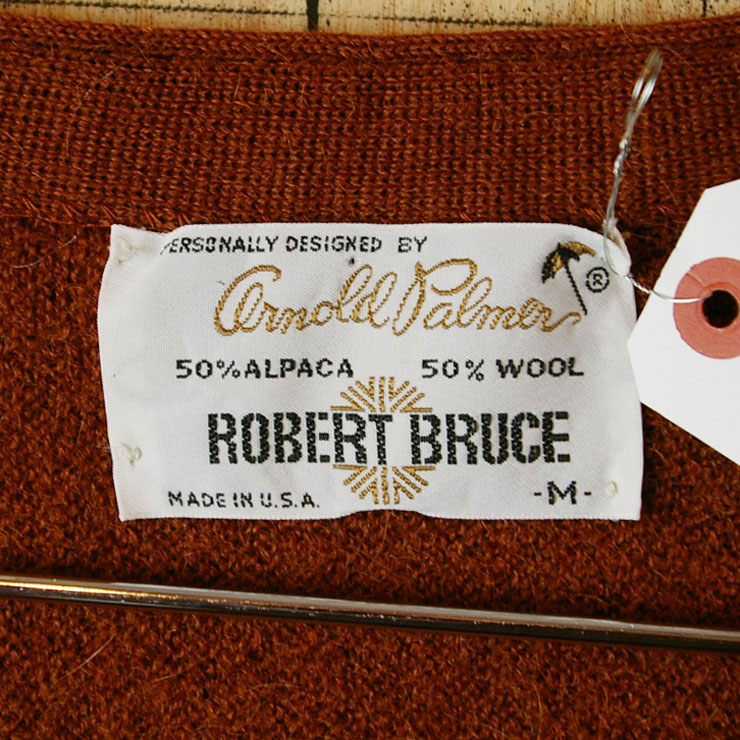 PERSONALLY DESIGNED BY
Arnold Palmer ®
50% ALPACA 50% WOOL
ROBERT BRUCE
MADE IN U.S.A. -M-